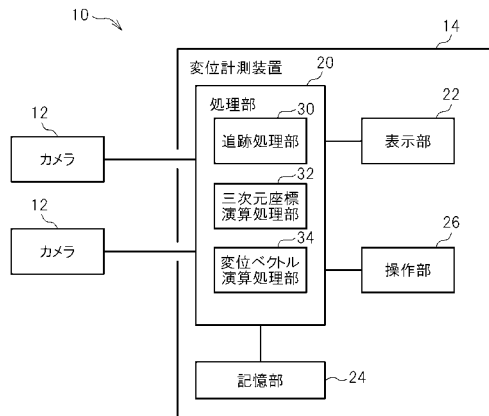 10
14
変位計測装置
20
処理部
30
追跡処理部
32
三次元座標
演算処理部
34
変位ベクトル
演算処理部
12
カメラ
12
カメラ
22
表示部
26
操作部
記憶部
24